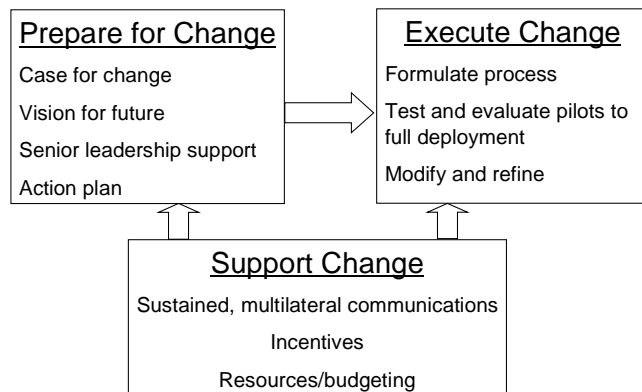 Prepare for Change
Case for change
Vision for future
Senior leadership support
Action plan
Execute Change
Formulate process
Test and evaluate pilots to
full deployment
Modify and refine
Support Change
Sustained, multilateral communications
Incentives
Resources/budgeting